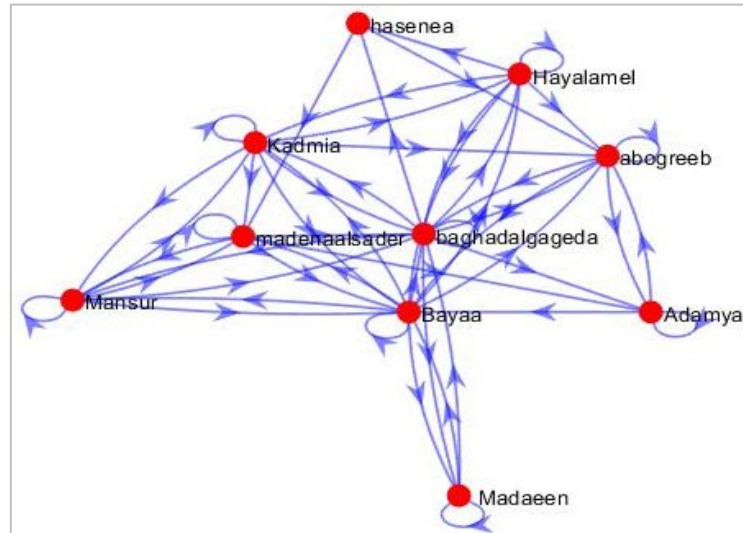 hasenea
Hayalamel
Kadmia
abogreeb
madenaalsader
baghadalgageda
Mansur
Bayaa
Adamya
Madaeen